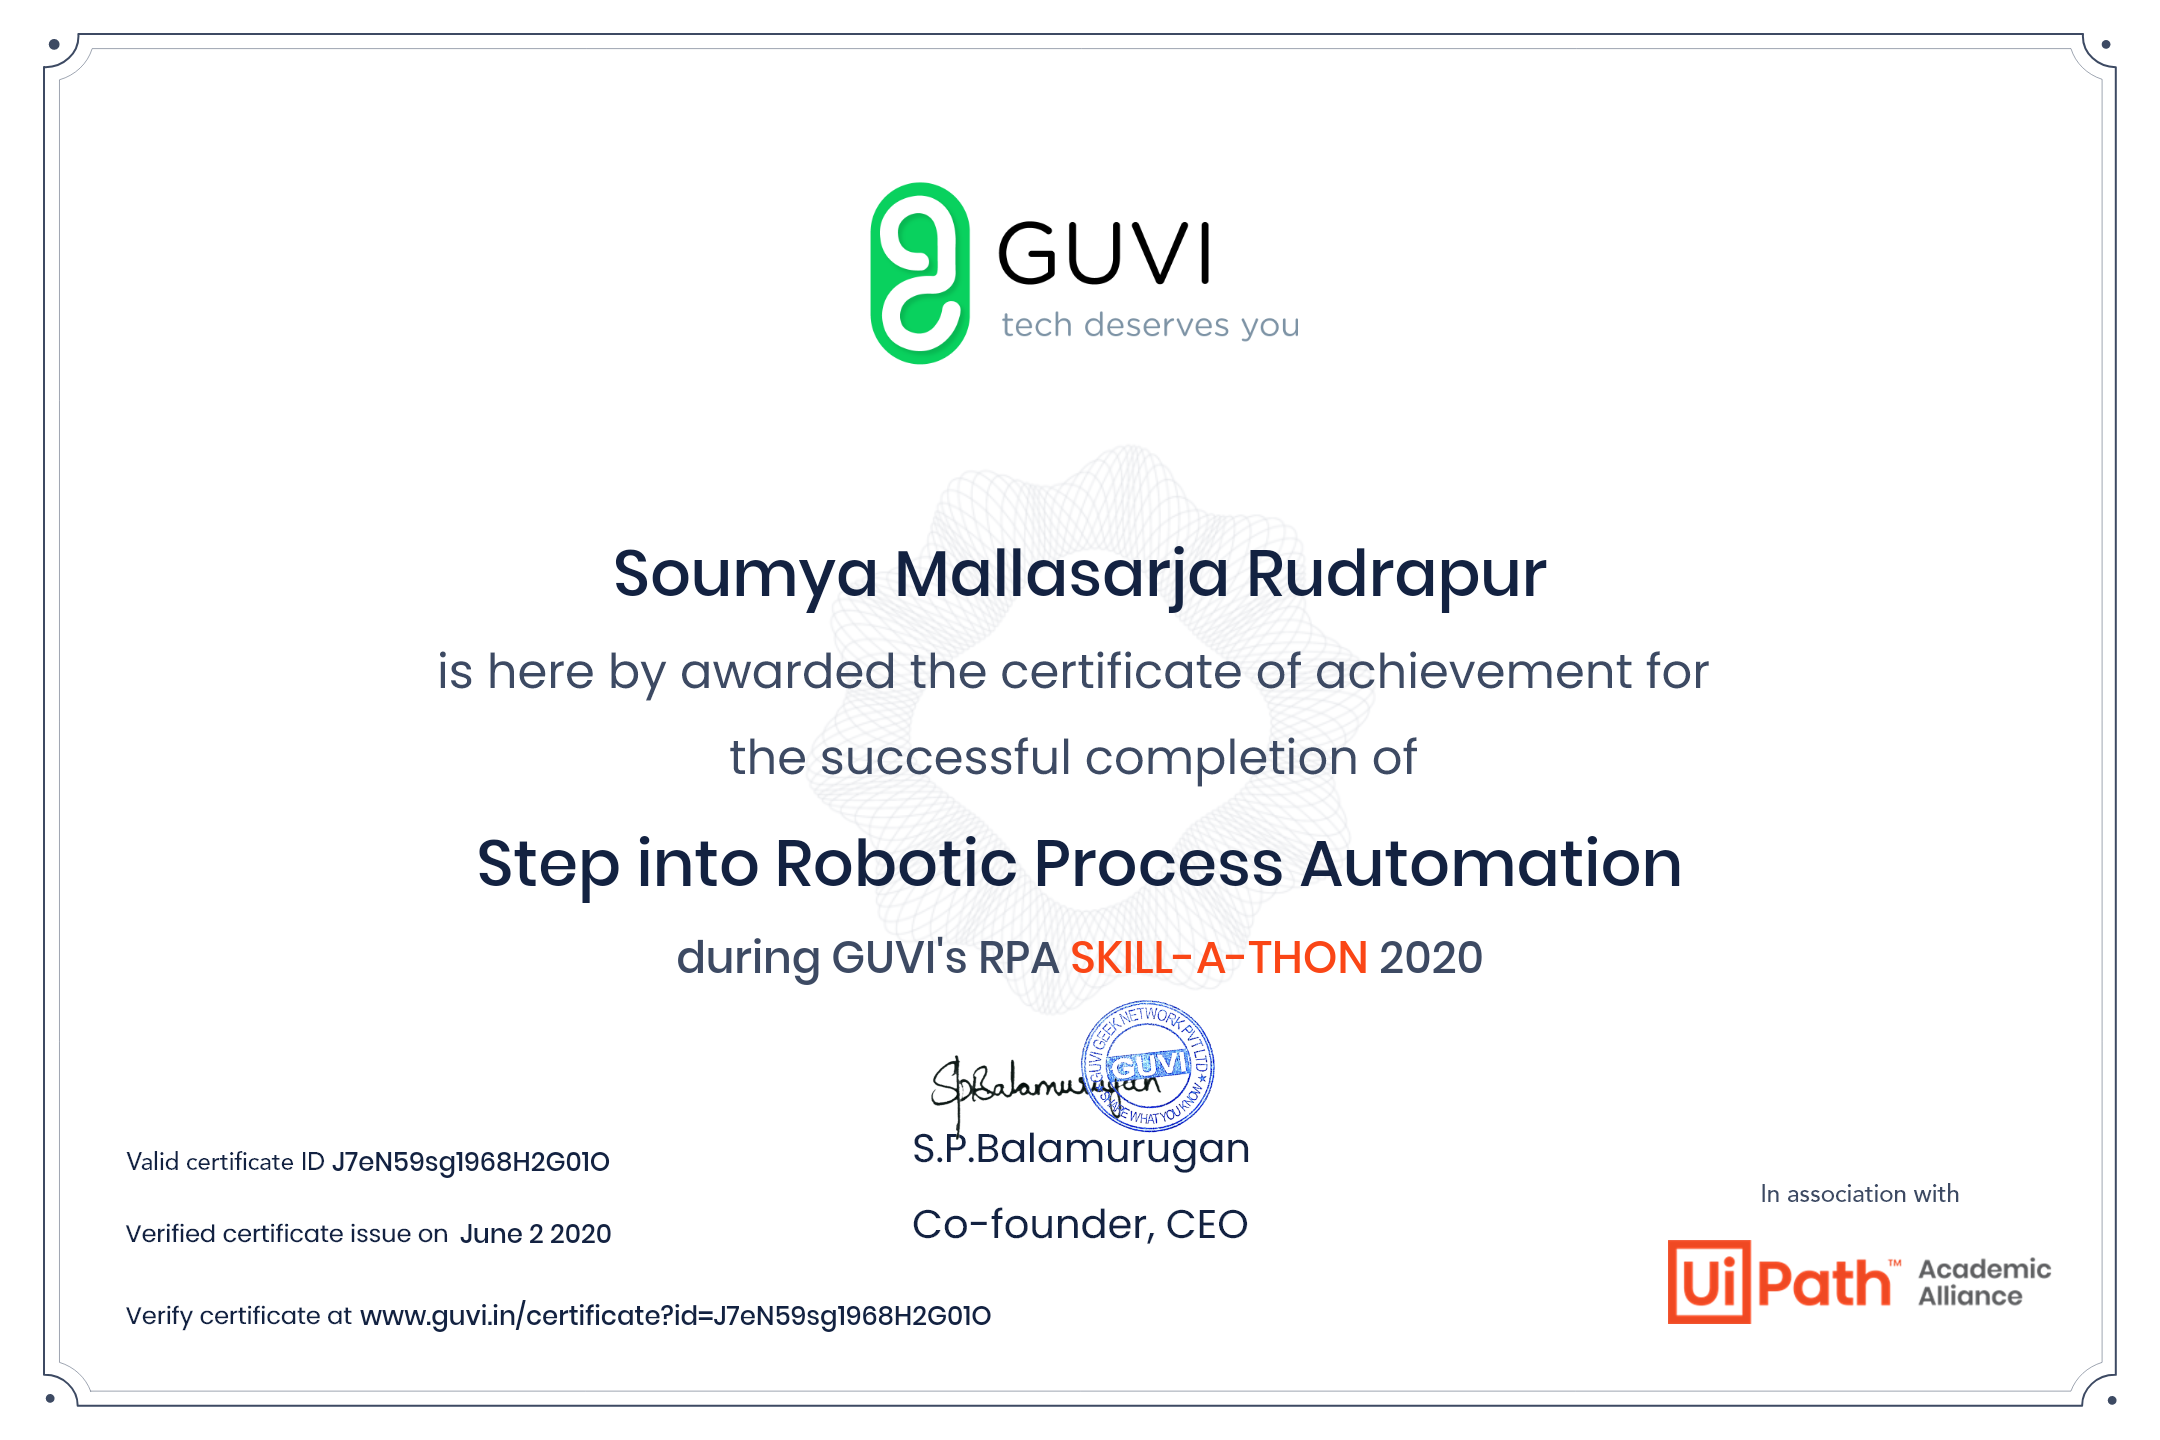 GUVI
tech deserves you
Soumya Mallasarja Rudrapur
is here by awarded the certificate of achievement for
the successful completion of
Step into Robotic Process Automation
during GUVI's RPA SKILL-A-THON 2020
GUVI GEEK NETWORK PVT LTD ★ SHARE WHAT YOU KNOW
GUVI
SpBalamurugan
S.P.Balamurugan
Co-founder, CEO
Valid certificate ID J7eN59sg1968H2G01O
Verified certificate issue on June 2 2020
Verify certificate at www.guvi.in/certificate?id=J7eN59sg1968H2G01O
In association with
UiPath™ Academic
Alliance